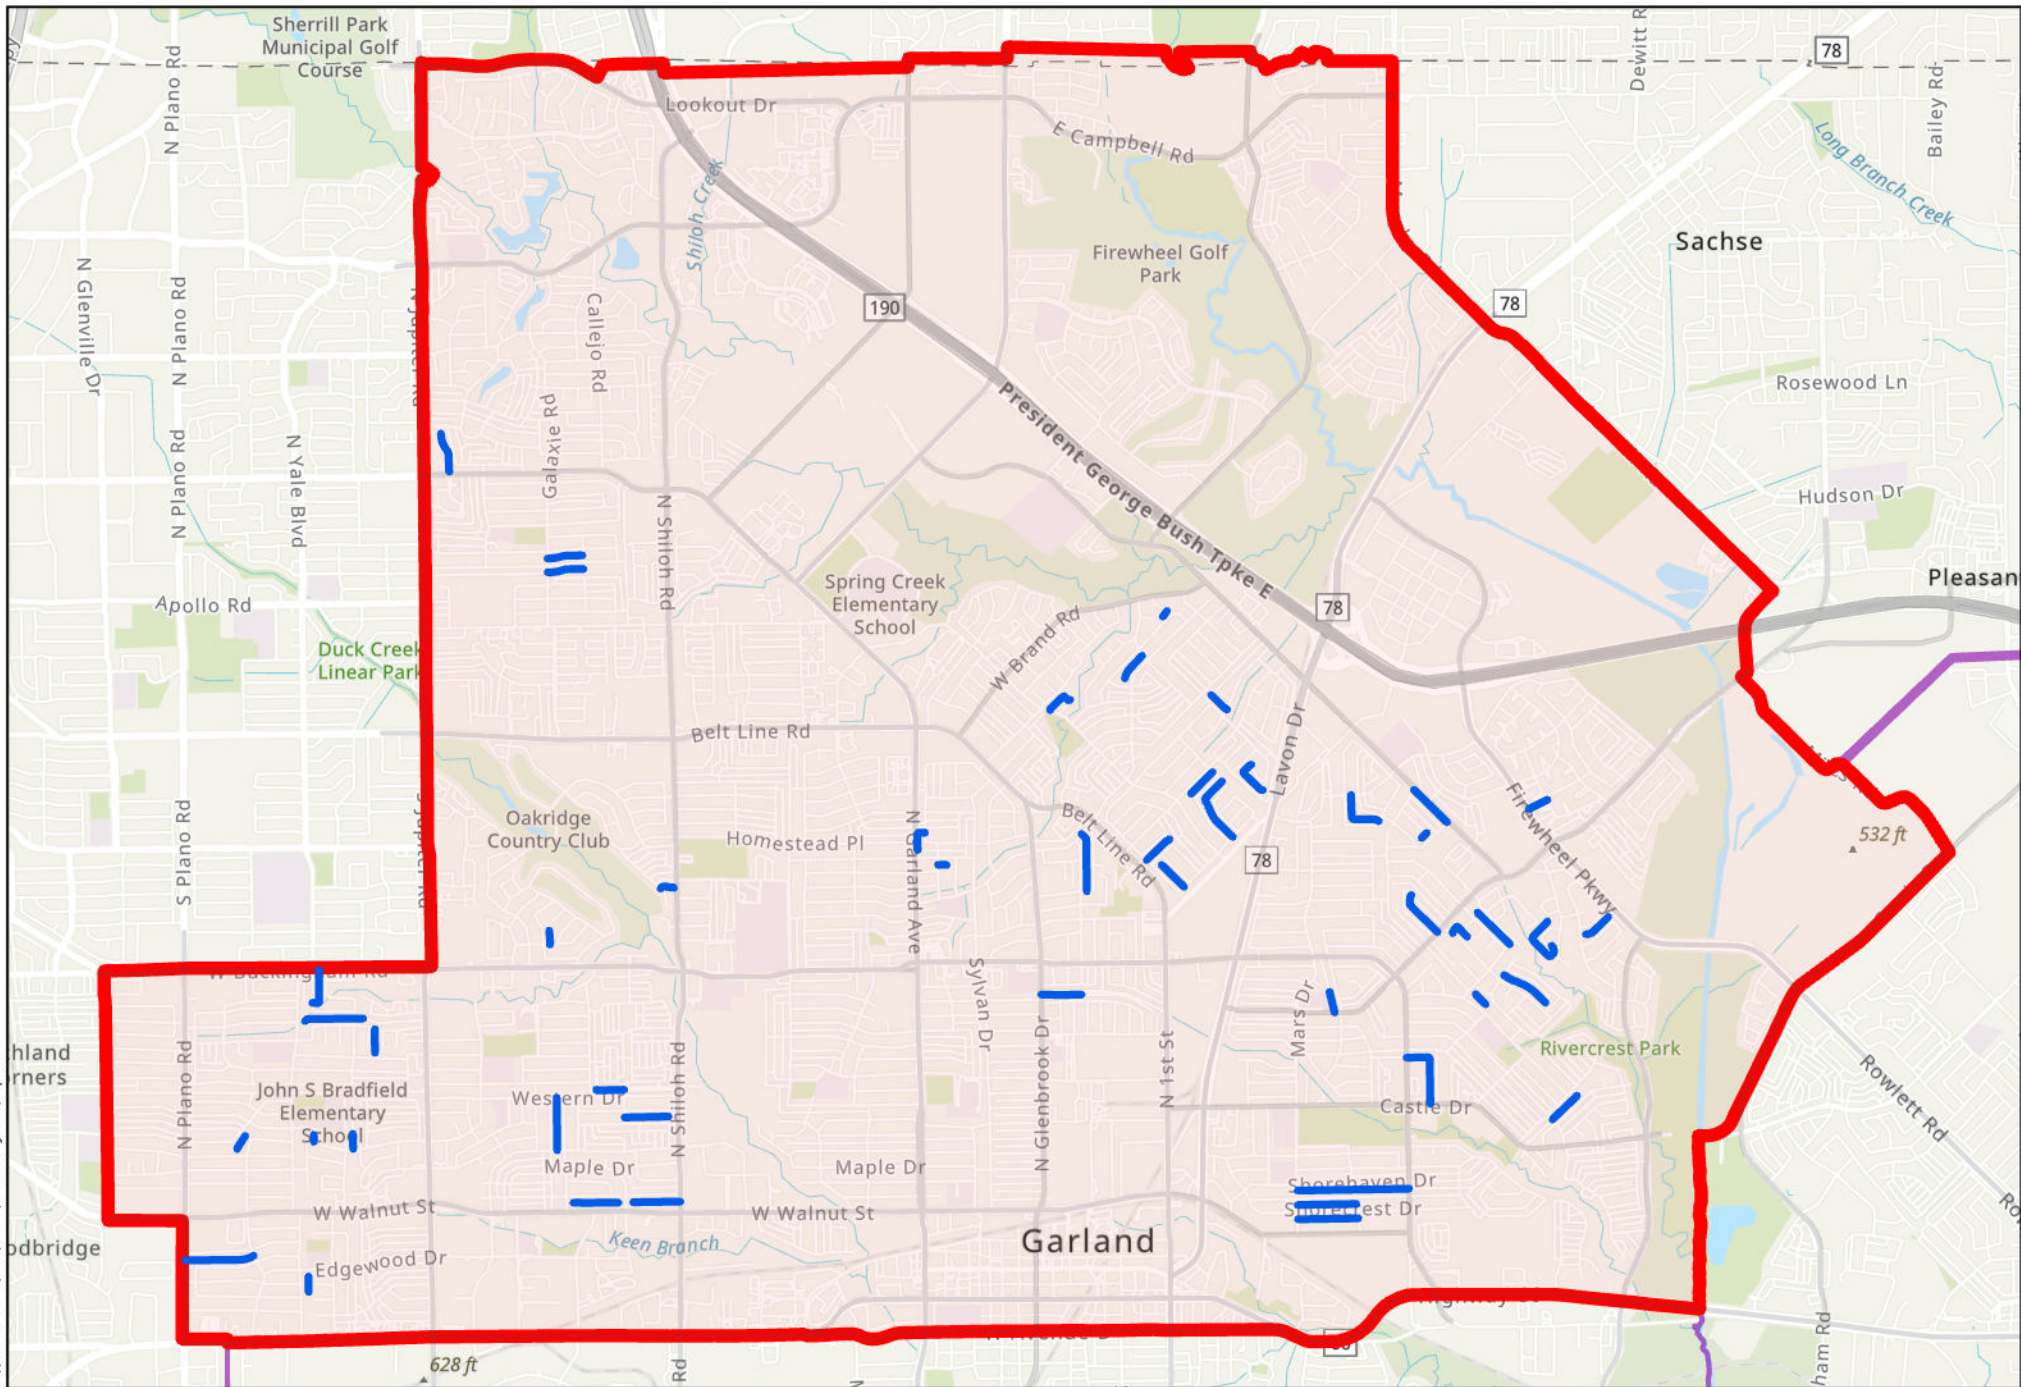 Sherrill Park
Municipal Golf
Course
N Plano Rd
Lookout Dr
E Campbell Rd
78
Bailey Rd
Long Branch Creek
Shiloh Creek
Firewheel Golf
Park
Sachse
N Glenville Dr
N Plano Rd
Callejo Rd
190
78
Rosewood Ln
President George Bush Tpke E
Galaxie Rd
N Yale Blvd
N Plano Rd
N Shiloh Rd
Hudson Dr
Spring Creek
Elementary
School
Apollo Rd
78
Duck Creek
Linear Park
W Brand Rd
Belt Line Rd
Lavon Dr
Firewheel Pkwy
S Plano Rd
Oakridge
Country Club
Homestead Pl
N Garland Ave
Belt Line Rd
78
532 ft
W Buckingham Rd
Sylvan Dr
Mars Dr
N Plano Rd
John S Bradfield
Elementary
School
Western Dr
N Shiloh Rd
N Glenbrook Dr
N 1st St
Castle Dr
Rivercrest Park
Rowlett Rd
Maple Dr
Maple Dr
Shorehaven Dr
Shorecrest Dr
W Walnut St
W Walnut St
Keen Branch
Garland
Edgewood Dr
628 ft
Rd